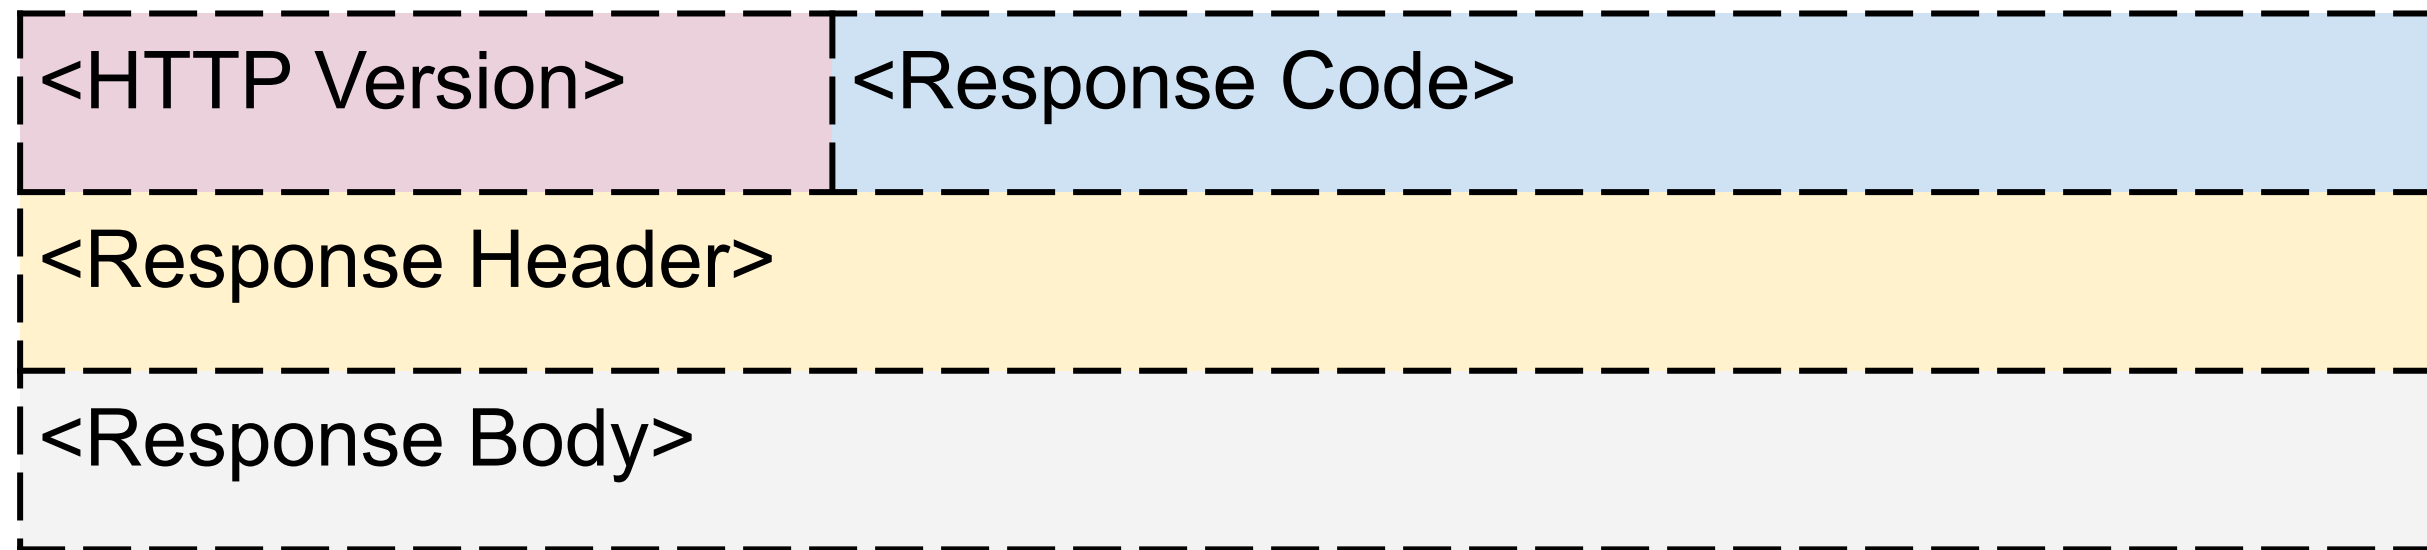 <HTTP Version> <Response Code>
<Response Header>
<Response Body>